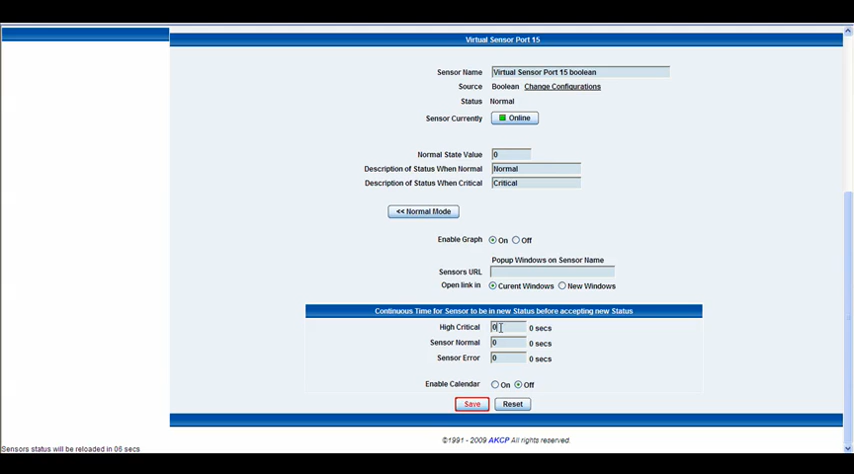 Virtual Sensor Port 15
Sensor Name Virtual Sensor Port 15 boolean
Source Boolean Change Configurations
Status Normal
Sensor Currently Online
Normal State Value 0
Description of Status When Normal Normal
Description of Status When Critical Critical
<< Normal Mode
Enable Graph On Off
Popup Windows on Sensor Name
Sensors URL
Open link in Curent Windows New Windows
Continuous Time for Sensor to be in new Status before accepting new Status
High Critical 0 0 secs
Sensor Normal 0 0 secs
Sensor Error 0 0 secs
Enable Calendar On Off
Save Reset
©1991 - 2009 AKCP All rights reserved.
Sensors status will be reloaded in 06 secs